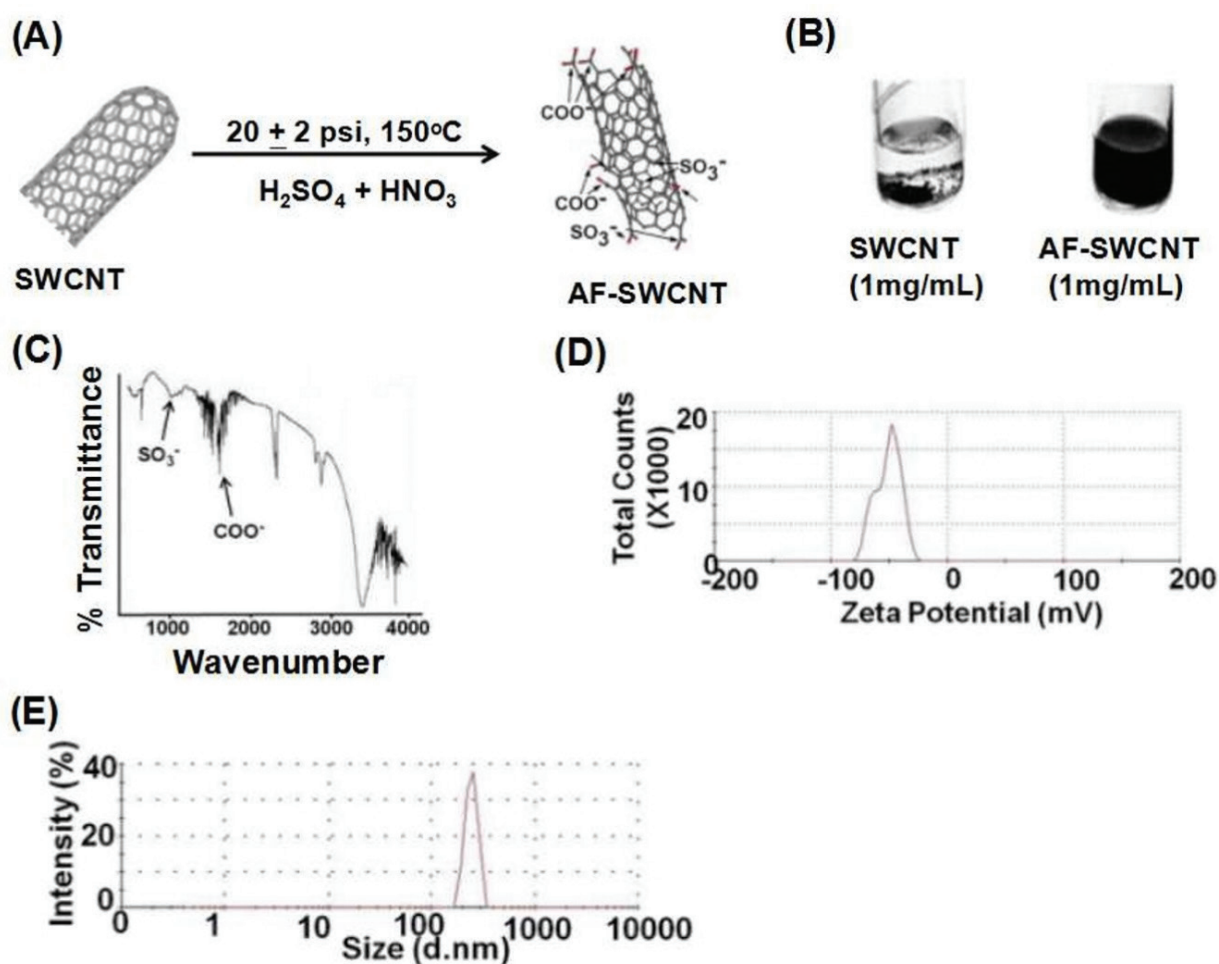 (A)
20 ± 2 psi, 150°C
H₂SO₄ + HNO₃
SWCNT
COO⁻
SO₃⁻
COO⁻
SO₃⁻
AF-SWCNT
(B)
SWCNT
(1mg/mL)
AF-SWCNT
(1mg/mL)
(C)
% Transmittance
SO₃⁻
COO⁻
1000 2000 3000 4000
Wavenumber
(D)
Total Counts
(X1000)
20
10
0
-200 -100 0 100 200
Zeta Potential (mV)
(E)
Intensity (%)
40
20
0
0 1 10 100 1000 10000
Size (d.nm)